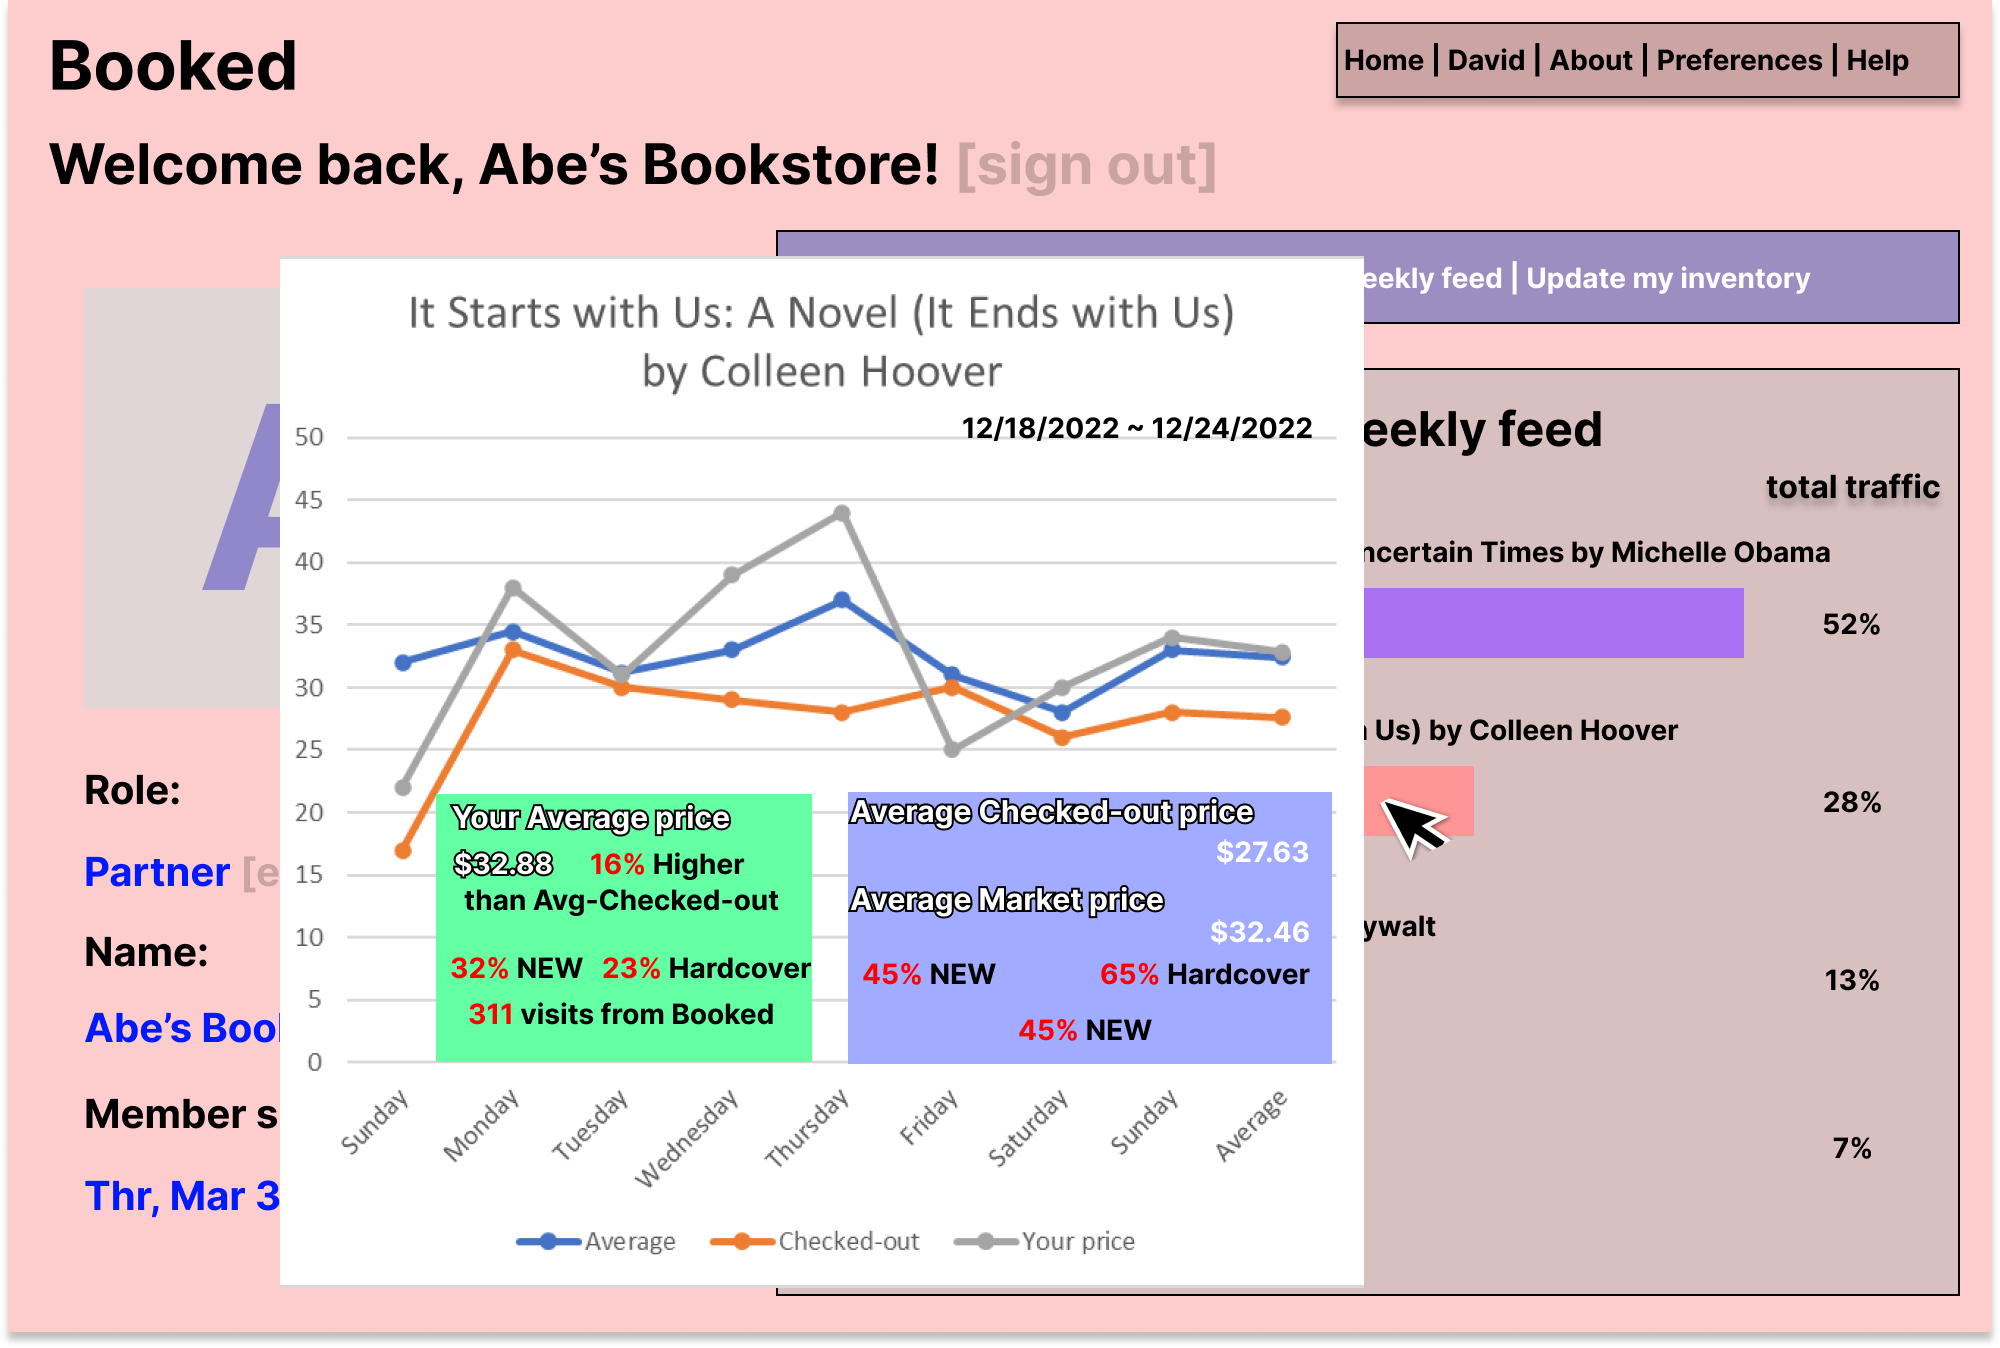 Booked
Home | David | About | Preferences | Help
Welcome back, Abe’s Bookstore! [sign out]
eekly feed | Update my inventory
It Starts with Us: A Novel (It Ends with Us)
by Colleen Hoover
12/18/2022 ~ 12/24/2022
50
45
40
35
30
25
20
15
10
5
0
Your Average price
$32.88 16% Higher
than Avg-Checked-out
32% NEW 23% Hardcover
311 visits from Booked
Average Checked-out price
$27.63
Average Market price
$32.46
45% NEW 65% Hardcover
45% NEW
Sunday Monday Tuesday Wednesday Thursday Friday Saturday Sunday Average
Average Checked-out Your price
A
Role:
Partner [e
Name:
Abe’s Boo
Member s
Thr, Mar 3
eekly feed
total traffic
ncertain Times by Michelle Obama
52%
Us) by Colleen Hoover
28%
ywalt
13%
7%